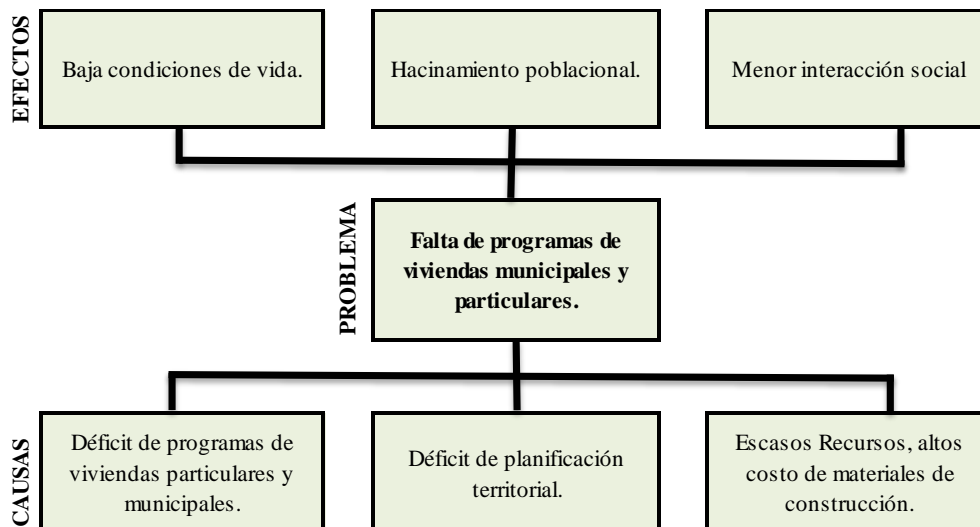 EFECTOS
Baja condiciones de vida.
Hacinamiento poblacional.
Menor interacción social
PROBLEMA
Falta de programas de
viviendas municipales y
particulares.
CAUSAS
Déficit de programas de
viviendas particulares y
municipales.
Déficit de planificación
territorial.
Escasos Recursos, altos
costo de materiales de
construcción.